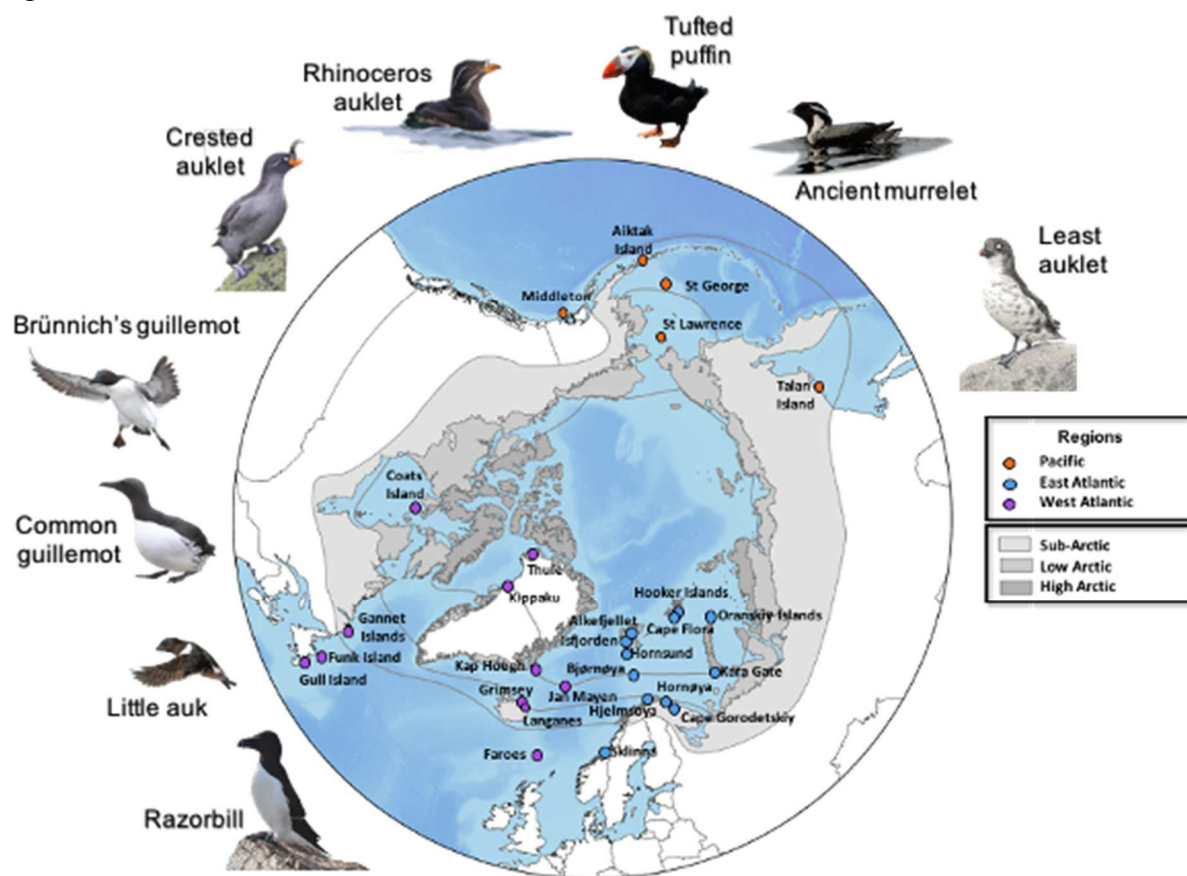 Tufted
puffin
Rhinoceros
auklet
Crested
auklet
Ancient murrelet
Least
auklet
Brünnich's guillemot
Common
guillemot
Little auk
Razorbill
Aiktak
Island
St George
Middleton
St Lawrence
Talan
Island
Coats
Island
Thule
Kippaku
Gannet
Islands
Funk Island
Gull Island
Kap Höegh
Grimsey
Langanes
Jan Mayen
Faroes
Hooker Islands
Oranskiy Islands
Alkefjellet
Cape Flora
Isfjorden
Hornsund
Bjørnøya
Kara Gate
Hornøya
Hjelmsøya
Cape Gorodetskiy
Sklinna
Regions
Pacific
East Atlantic
West Atlantic
Sub-Arctic
Low Arctic
High Arctic